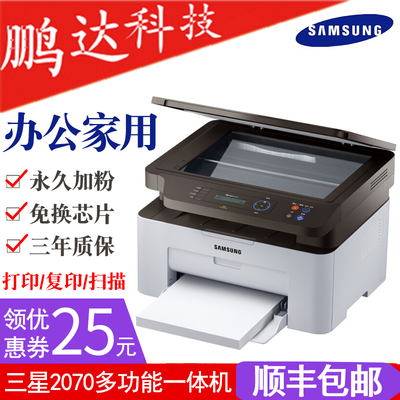 鹏达科技
SAMSUNG
办公家用
永久加粉
免换芯片
三年质保
打印/复印/扫描
SAMSUNG
领优惠券25元
三星2070多功能一体机
顺丰包邮